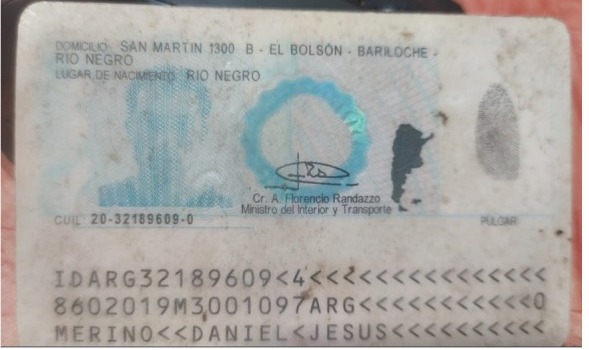 DOMICILIO: SAN MARTIN 1300 B - EL BOLSÓN - BARILOCHE -
RIO NEGRO
LUGAR DE NACIMIENTO: RIO NEGRO
Cr. A. Florencio Randazzo
Ministro del Interior y Transporte
CUIL: 20-32189609-0
PULGAR
IDARG32189609<4<<<<<<<<<<<<<<<
8602019M3001097ARG<<<<<<<<<<<0
MERINO<<DANIEL<JESUS<<<<<<<<<<